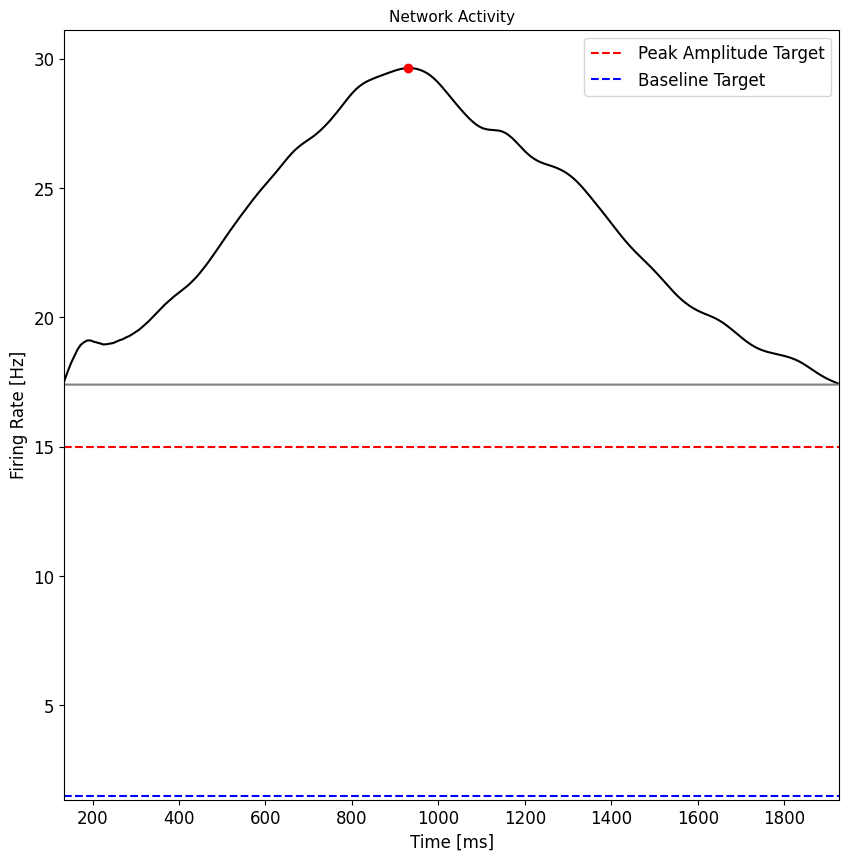 Network Activity
Peak Amplitude Target
Baseline Target
Firing Rate [Hz]
30
25
20
15
10
5
200 400 600 800 1000 1200 1400 1600 1800
Time [ms]